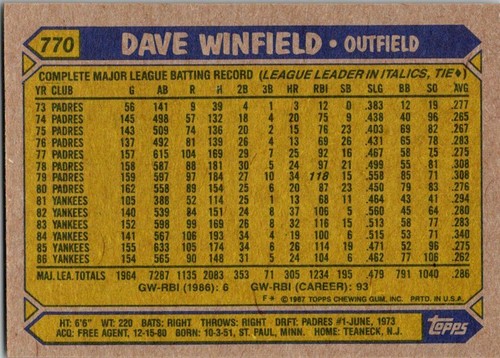 770 DAVE WINFIELD • OUTFIELD
COMPLETE MAJOR LEAGUE BATTING RECORD (LEAGUE LEADER IN ITALICS, TIE♦)
YR CLUB G AB R H 2B 3B HR RBI SB SLG BB SO AVG
73 PADRES 56 141 9 39 4 1 3 12 0 .383 12 19 .277
74 PADRES 145 498 57 132 18 4 20 75 9 .438 40 96 .265
75 PADRES 143 509 74 136 20 2 15 76 23 .403 69 82 .267
76 PADRES 137 492 81 139 26 4 13 69 26 .431 65 78 .283
77 PADRES 157 615 104 169 29 7 25 92 16 .467 58 75 .275
78 PADRES 158 587 88 181 30 5 24 97 21 .499 55 81 .308
79 PADRES 159 597 97 184 27 10 34 118 15 .558 85 71 .308
80 PADRES 162 558 89 154 25 6 20 87 23 .450 79 83 .276
81 YANKEES 105 388 52 114 25 1 13 68 11 .464 43 41 .294
82 YANKEES 140 539 84 151 24 8 37 106 5 .560 45 64 .280
83 YANKEES 152 598 99 169 26 8 32 116 15 .513 58 77 .283
84 YANKEES 141 567 106 193 34 4 19 100 6 .515 53 71 .340
85 YANKEES 155 633 105 174 34 6 26 114 19 .471 52 96 .275
86 YANKEES 154 565 90 148 31 5 24 104 6 .462 77 106 .262
MAJ. LEA. TOTALS 1964 7287 1135 2083 353 71 305 1234 195 .479 791 1040 .286
GW-RBI (1986): 6 GW-RBI (CAREER): 93
F★ © 1987 TOPPS CHEWING GUM, INC. PRTD. IN U.S.A.
HT: 6'6" WT: 220 BATS: RIGHT THROWS: RIGHT DRFT: PADRES #1-JUNE, 1973
ACQ: FREE AGENT, 12-15-80 BORN: 10-3-51, ST. PAUL, MINN. HOME: TEANECK, N.J.
Topps